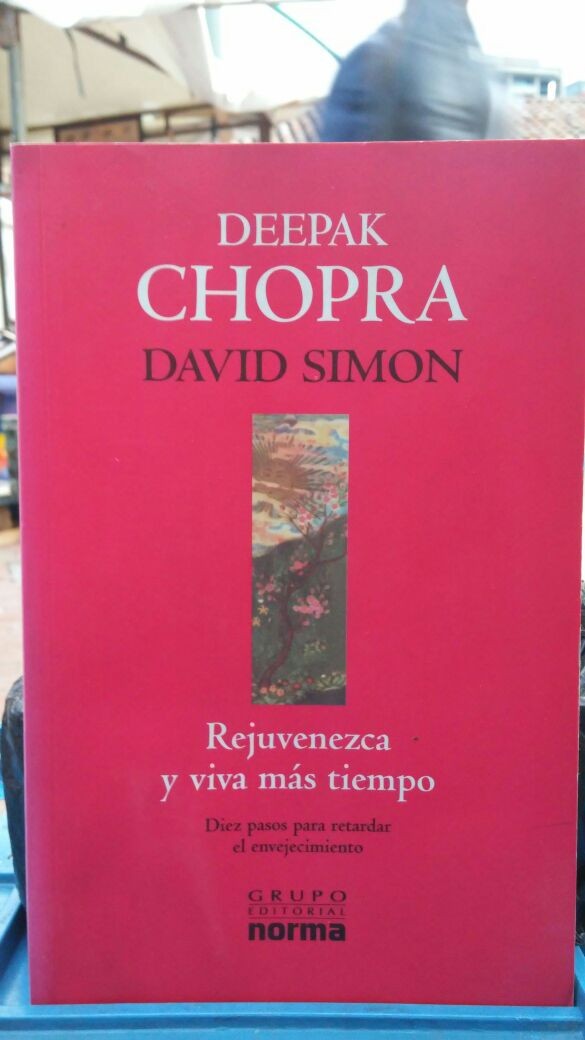 DEEPAK
CHOPRA
DAVID SIMON
Rejuvenezca
y viva más tiempo
Diez pasos para retardar
el envejecimiento
GRUPO
EDITORIAL
norma